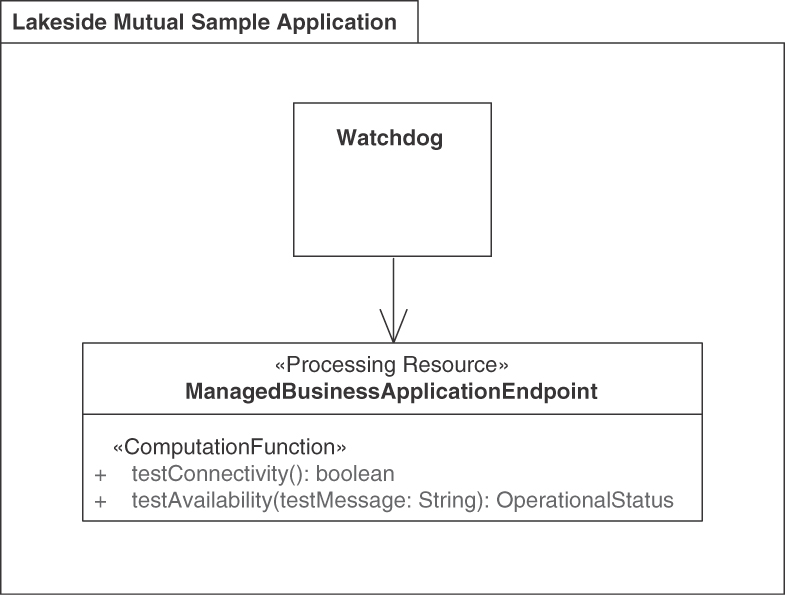 Lakeside Mutual Sample Application
Watchdog
«Processing Resource»
ManagedBusinessApplicationEndpoint
«ComputationFunction»
+ testConnectivity(): boolean
+ testAvailability(testMessage: String): OperationalStatus